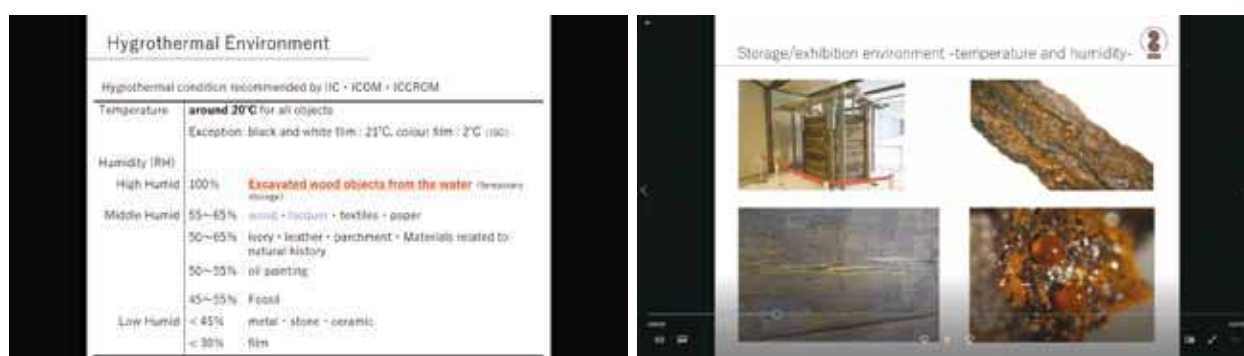 Hygrothermal Environment
Hygrothermal condition recommended by IIC・ICOM・ICCROM
Temperature around 20°C for all objects
Exception: black and white film : 21°C, colour film : 2°C (ISO)
Humidity (RH)
High Humid 100% Excavated wood objects from the water (temporary
storage)
Middle Humid 55～65% wood・lacquer・textiles・paper
50～65% ivory・leather・parchment・Materials related to
natural history
50～55% oil painting
45～55% Fossil
Low Humid < 45% metal・stone・ceramic
< 30% film
Storage/exhibition environment -temperature and humidity-